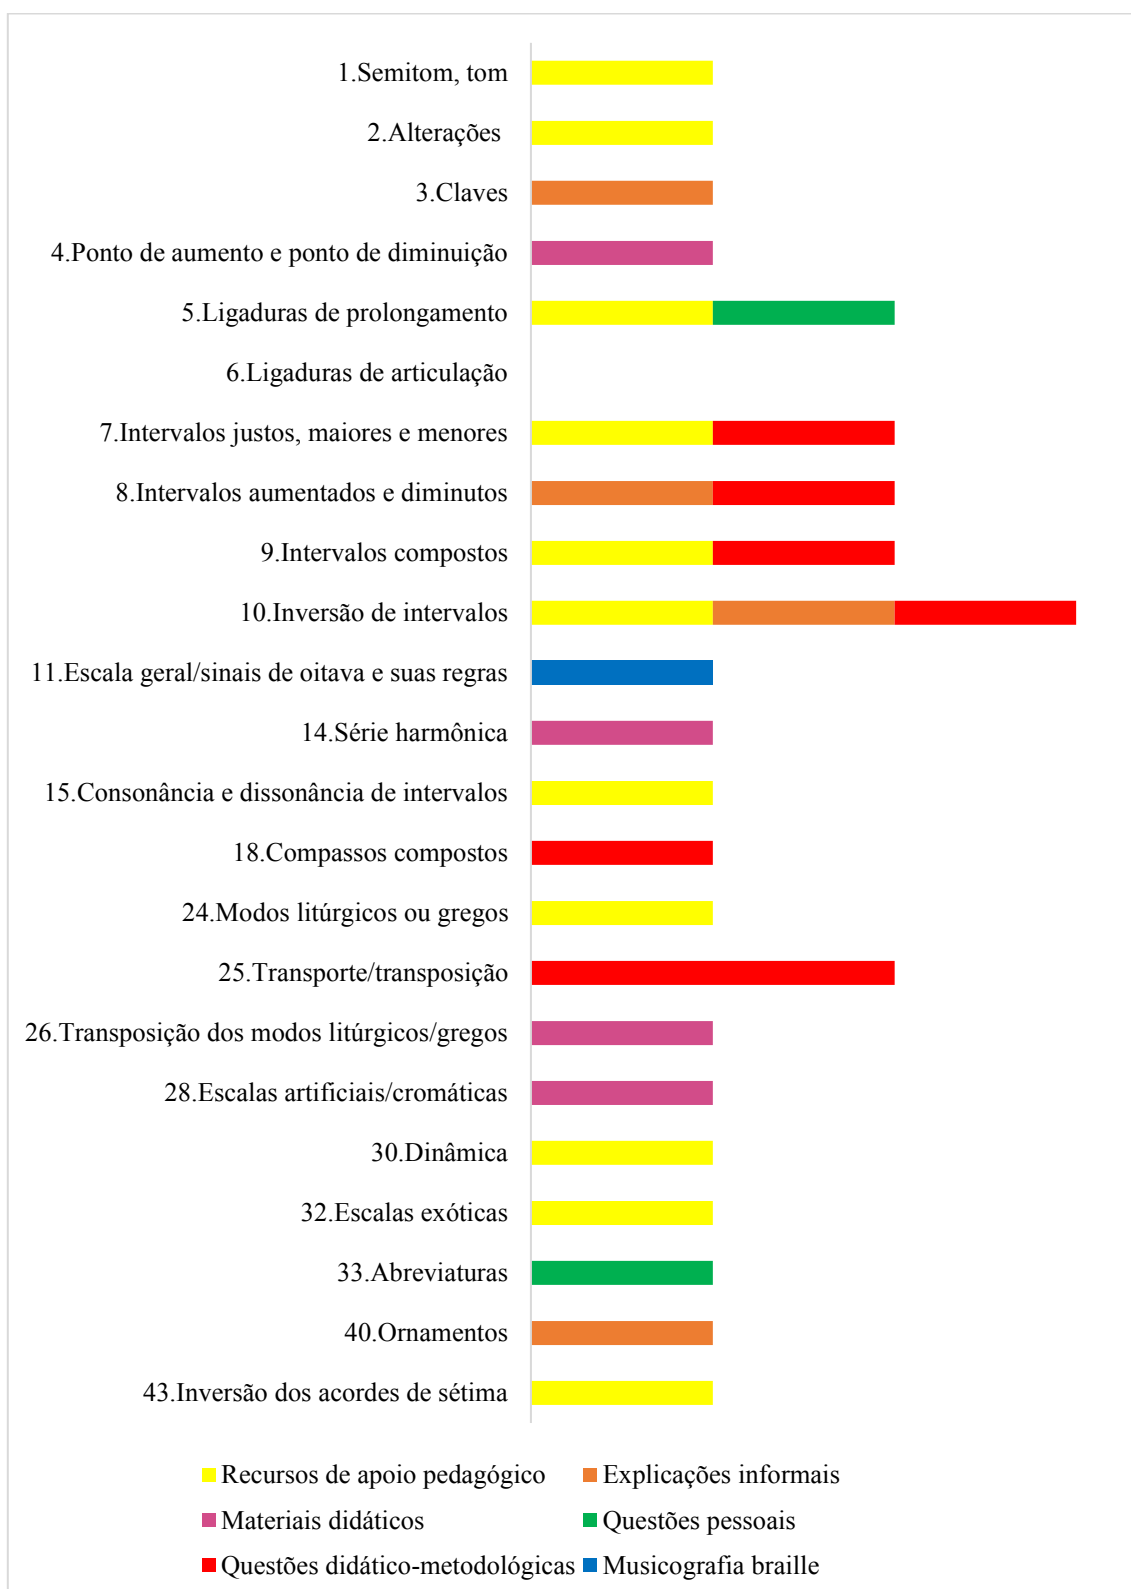 1.Semitom, tom
2.Alterações
3.Claves
4.Ponto de aumento e ponto de diminuição
5.Ligaduras de prolongamento
6.Ligaduras de articulação
7.Intervalos justos, maiores e menores
8.Intervalos aumentados e diminutos
9.Intervalos compostos
10.Inversão de intervalos
11.Escala geral/sinais de oitava e suas regras
14.Série harmônica
15.Consonância e dissonância de intervalos
18.Compassos compostos
24.Modos litúrgicos ou gregos
25.Transporte/transposição
26.Transposição dos modos litúrgicos/gregos
28.Escalas artificiais/cromáticas
30.Dinâmica
32.Escalas exóticas
33.Abreviaturas
40.Ornamentos
43.Inversão dos acordes de sétima
Recursos de apoio pedagógico Explicações informais
Materiais didáticos Questões pessoais
Questões didático-metodológicas Musicografia braille